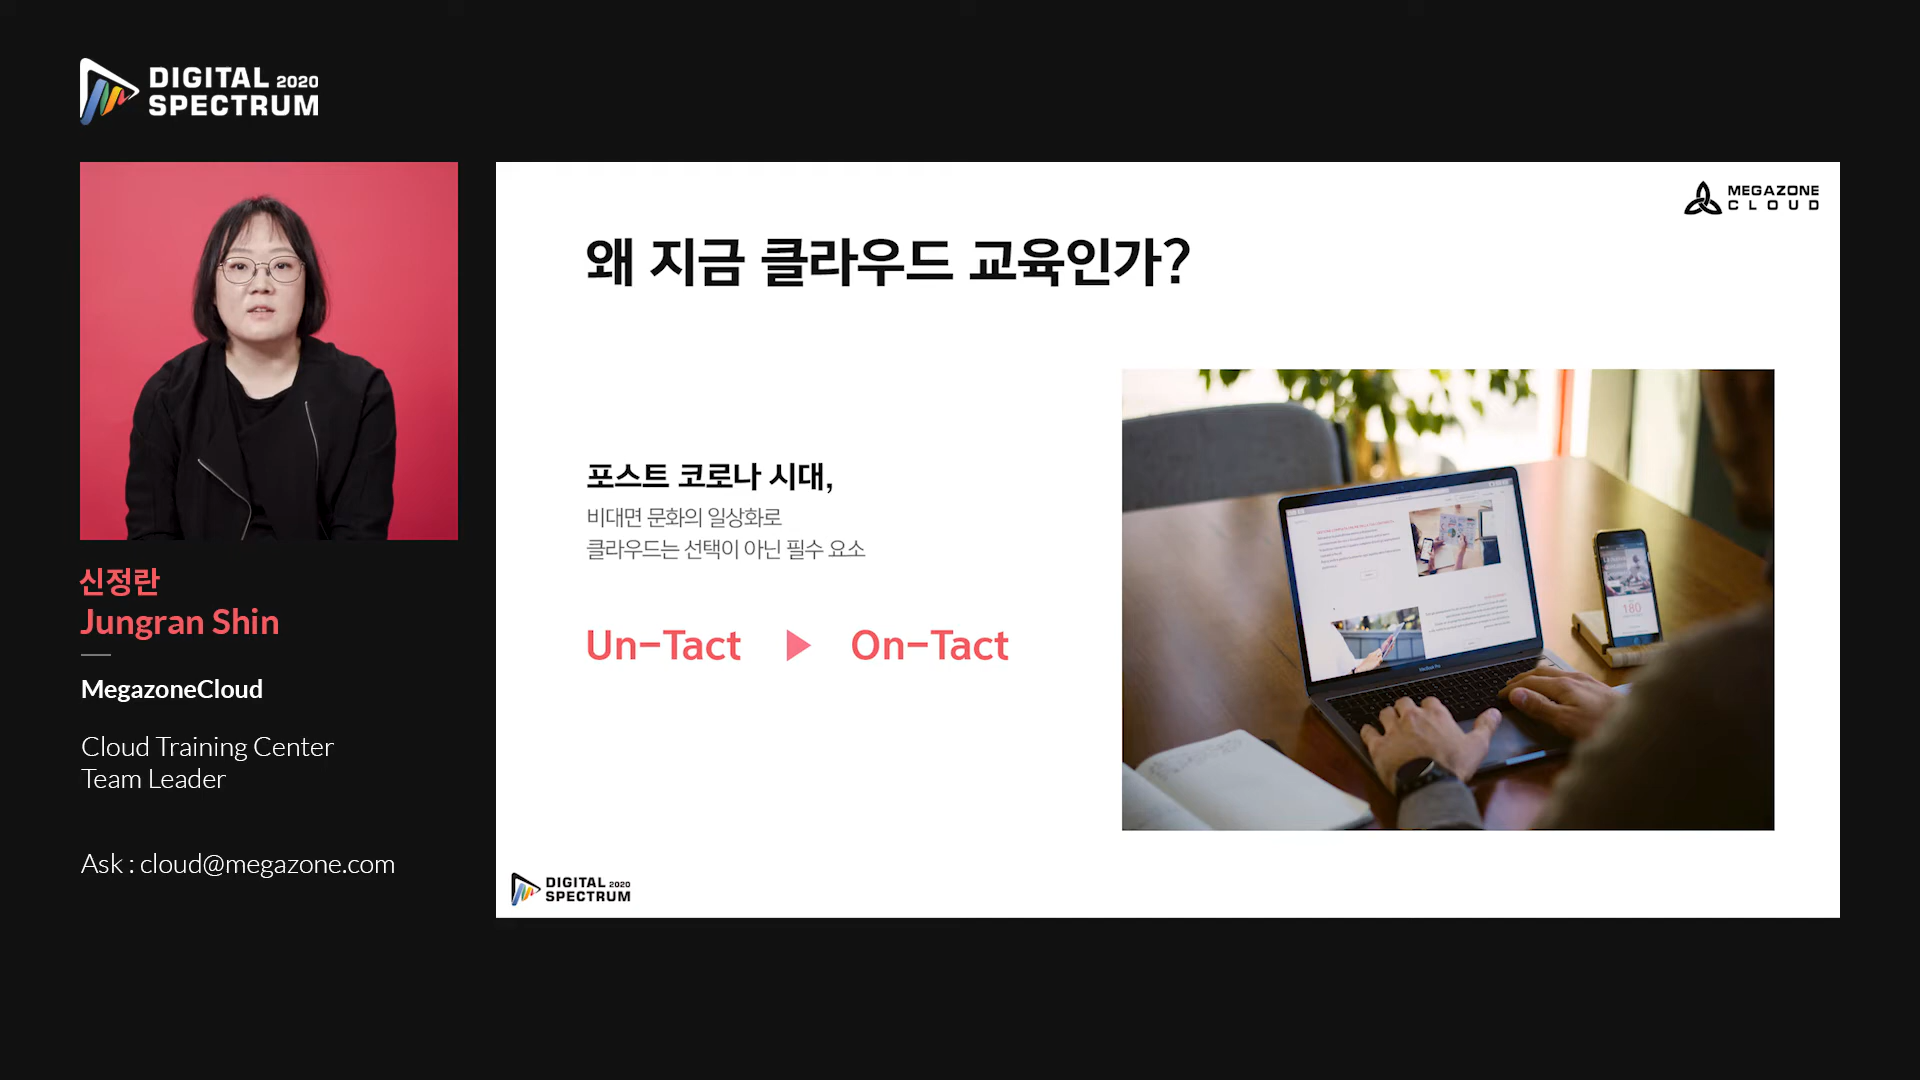 DIGITAL 2020
SPECTRUM
신정란
Jungran Shin
MegazoneCloud
Cloud Training Center
Team Leader
Ask : cloud@megazone.com
MEGAZONE
CLOUD
왜 지금 클라우드 교육인가?
포스트 코로나 시대,
비대면 문화의 일상화로
클라우드는 선택이 아닌 필수 요소
Un-Tact ▶ On-Tact
180
DIGITAL 2020
SPECTRUM